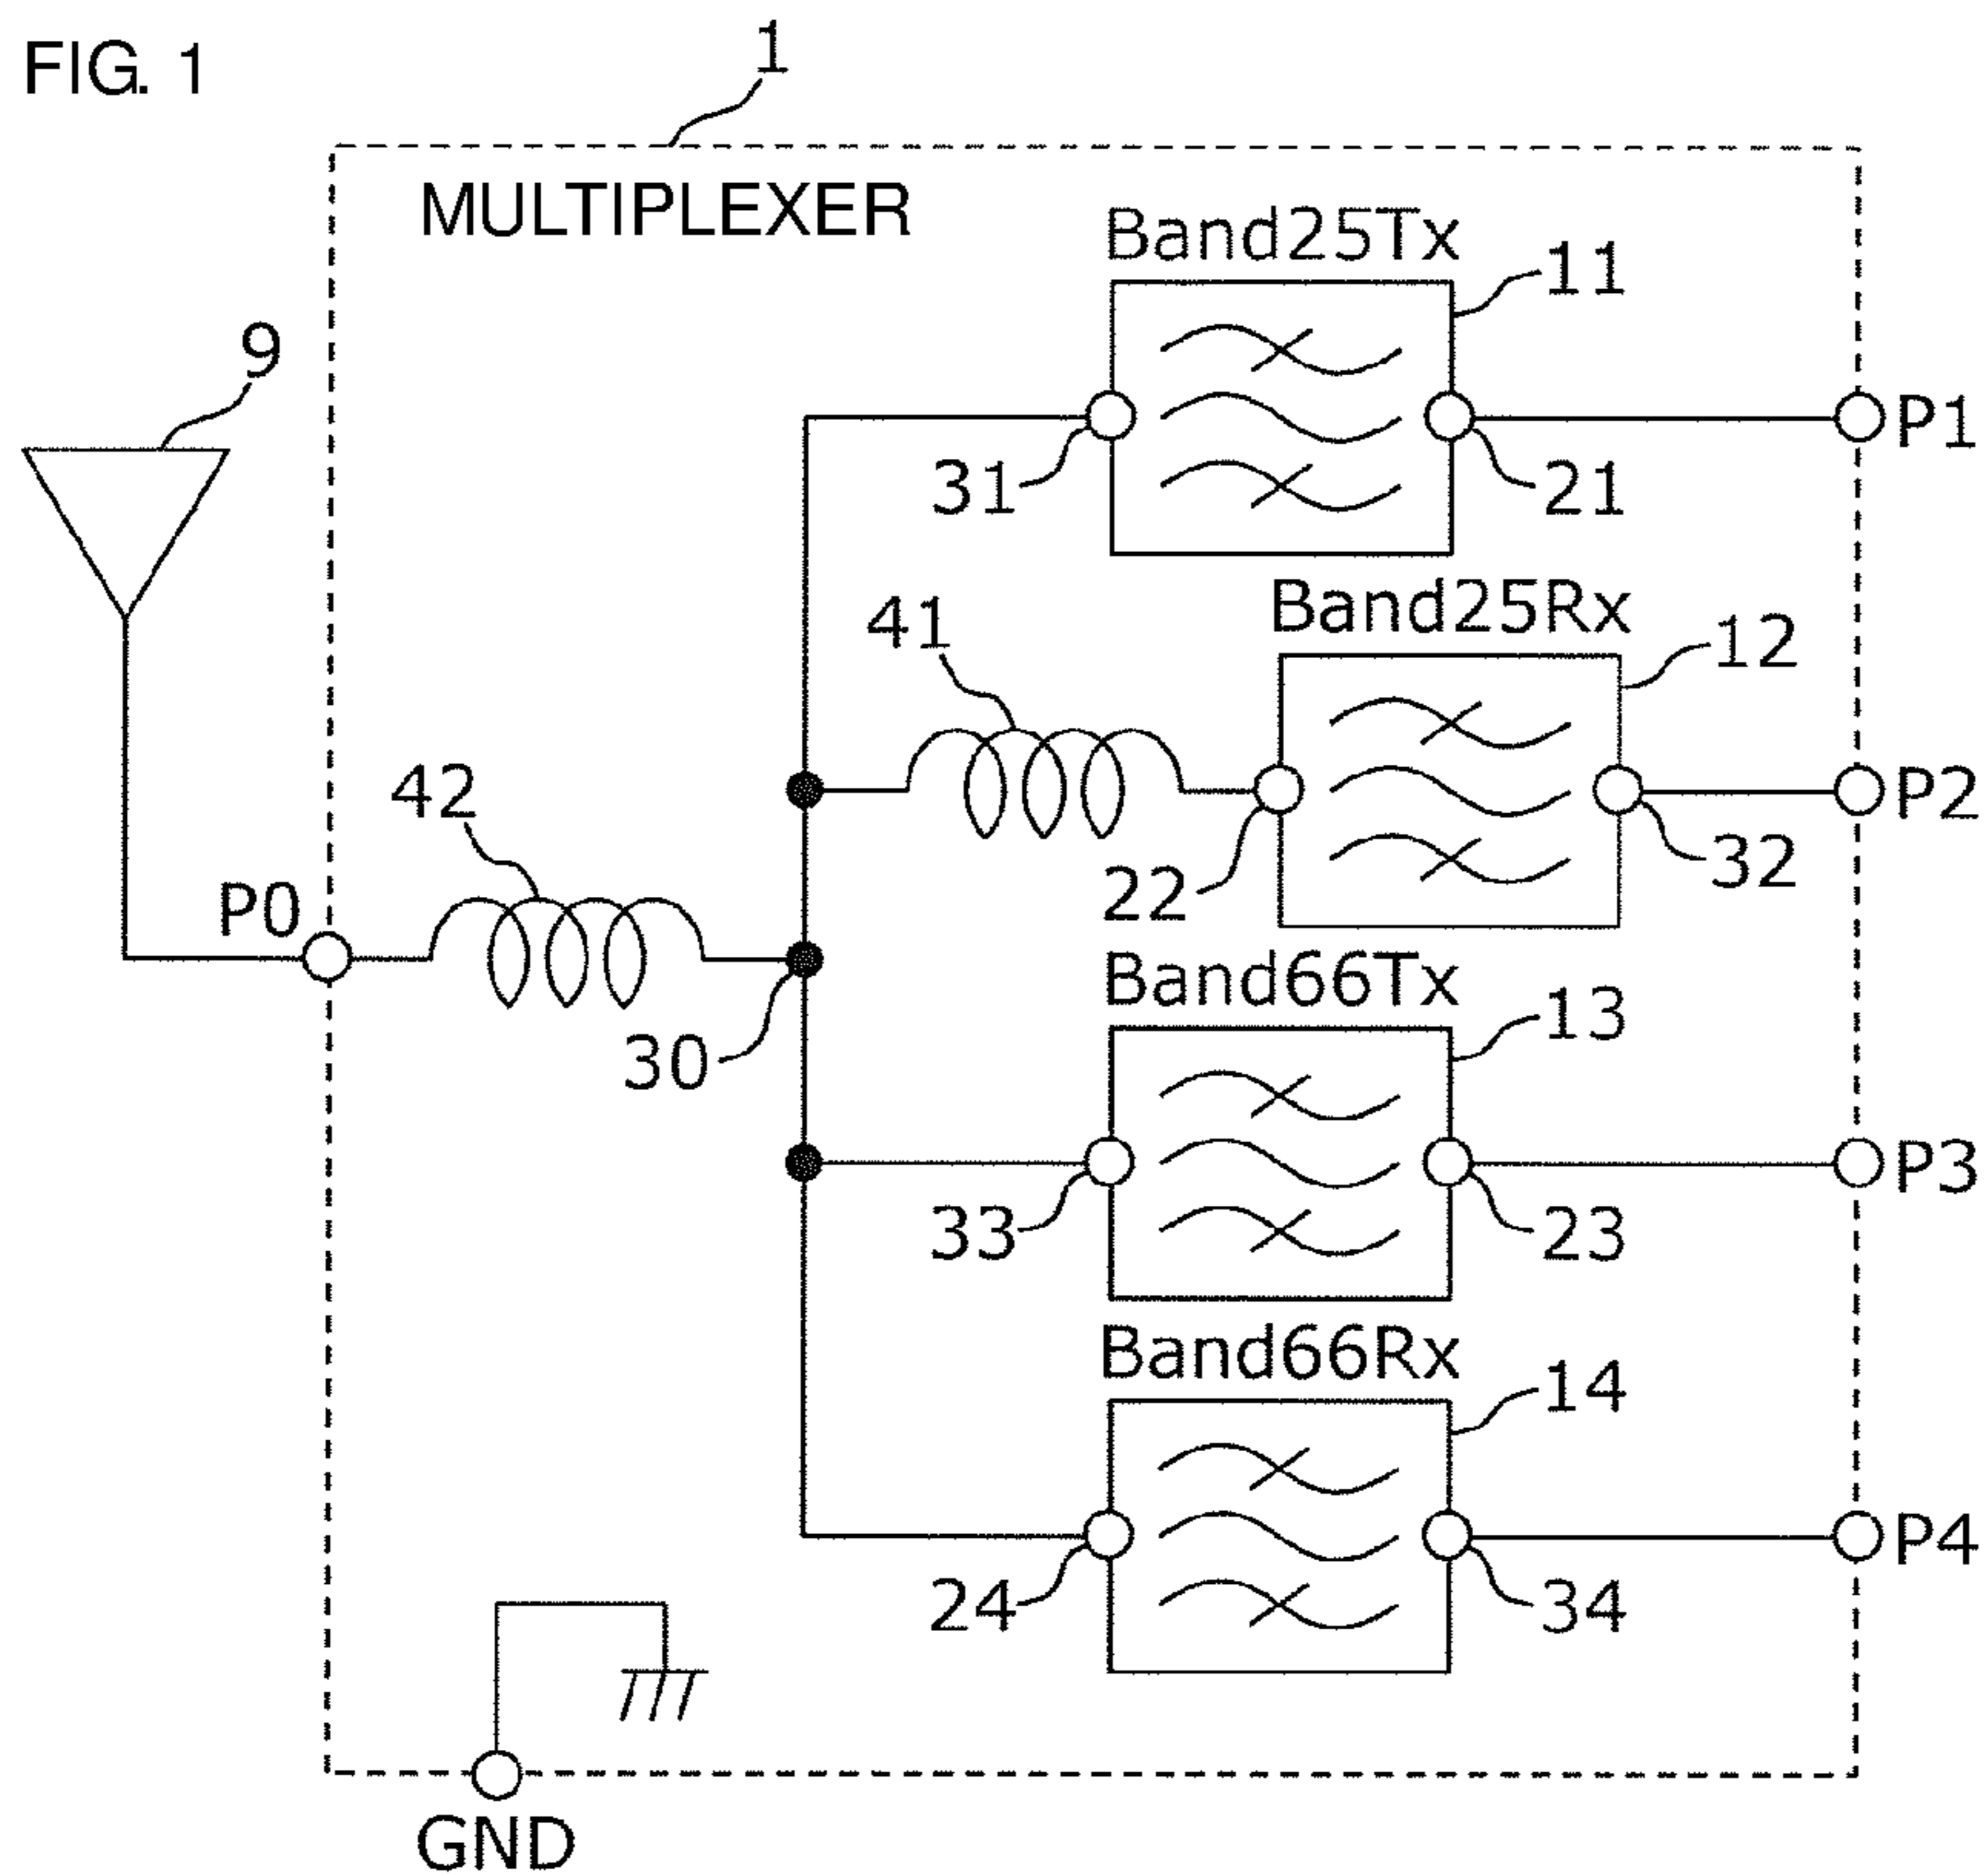 FIG. 1
1
MULTIPLEXER
Band25Tx
11
9
31
21
P1
Band25Rx
41
12
42
P2
22
32
P0
Band66Tx
13
30
P3
33
23
Band66Rx
14
P4
24
34
GND